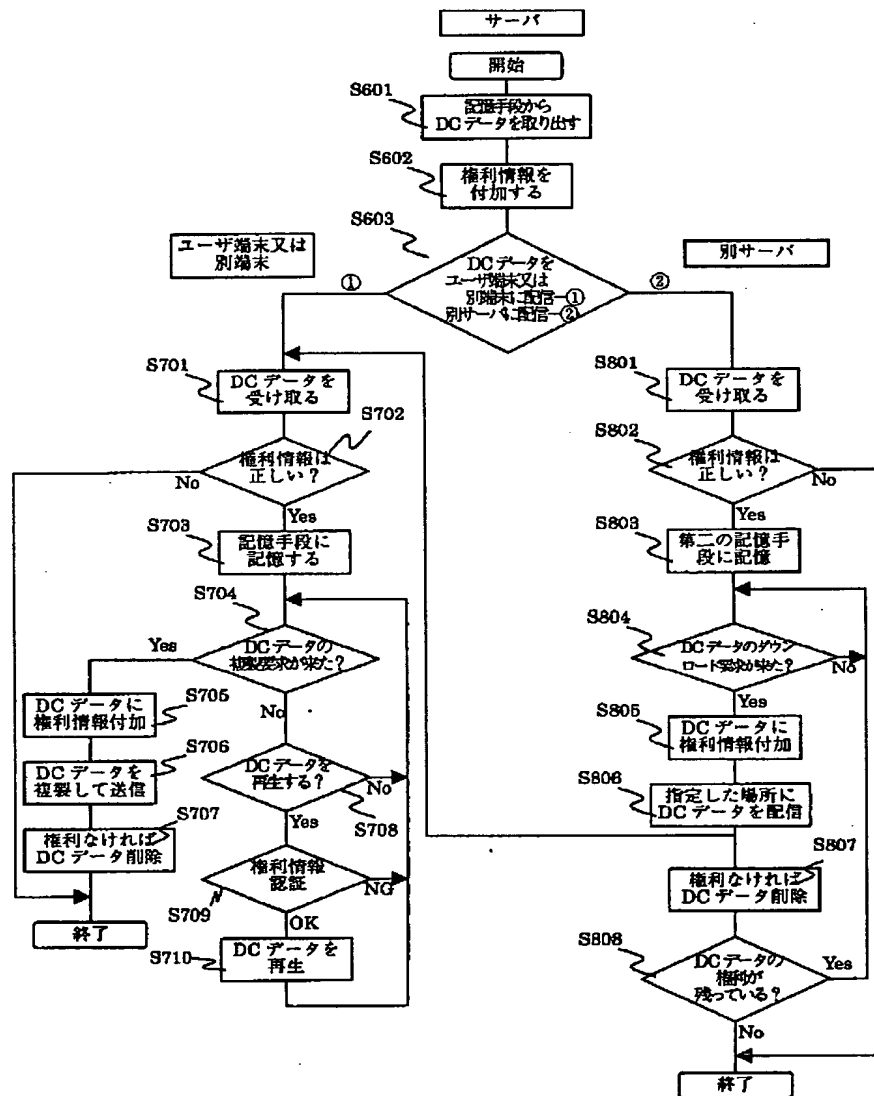 サーバ
開始
S601
記憶手段から
DCデータを取り出す
S602
権利情報を
付加する
S603
DCデータを
ユーザ端末又は
別端末に配信―①
別サーバに配信―②
①
②
ユーザ端末又は
別端末
別サーバ
S701
DCデータを
受け取る
S702
権利情報は
正しい?
No
Yes
S703
記憶手段に
記憶する
S704
DCデータの
複製要求が来た?
Yes
No
S705
DCデータに
権利情報付加
S706
DCデータを
複製して送信
S707
権利なければ
DCデータ削除
終了
DCデータを
再生する?
No
S708
Yes
権利情報
認証
NG
S709
OK
S710
DCデータを
再生
S801
DCデータを
受け取る
S802
権利情報は
正しい?
No
Yes
S803
第二の記憶手
段に記憶
S804
DCデータのダウン
ロード要求が来た?
No
Yes
S805
DCデータに
権利情報付加
S806
指定した場所に
DCデータを配信
S807
権利なければ
DCデータ削除
S808
DCデータの
権利が
残っている?
Yes
No
終了